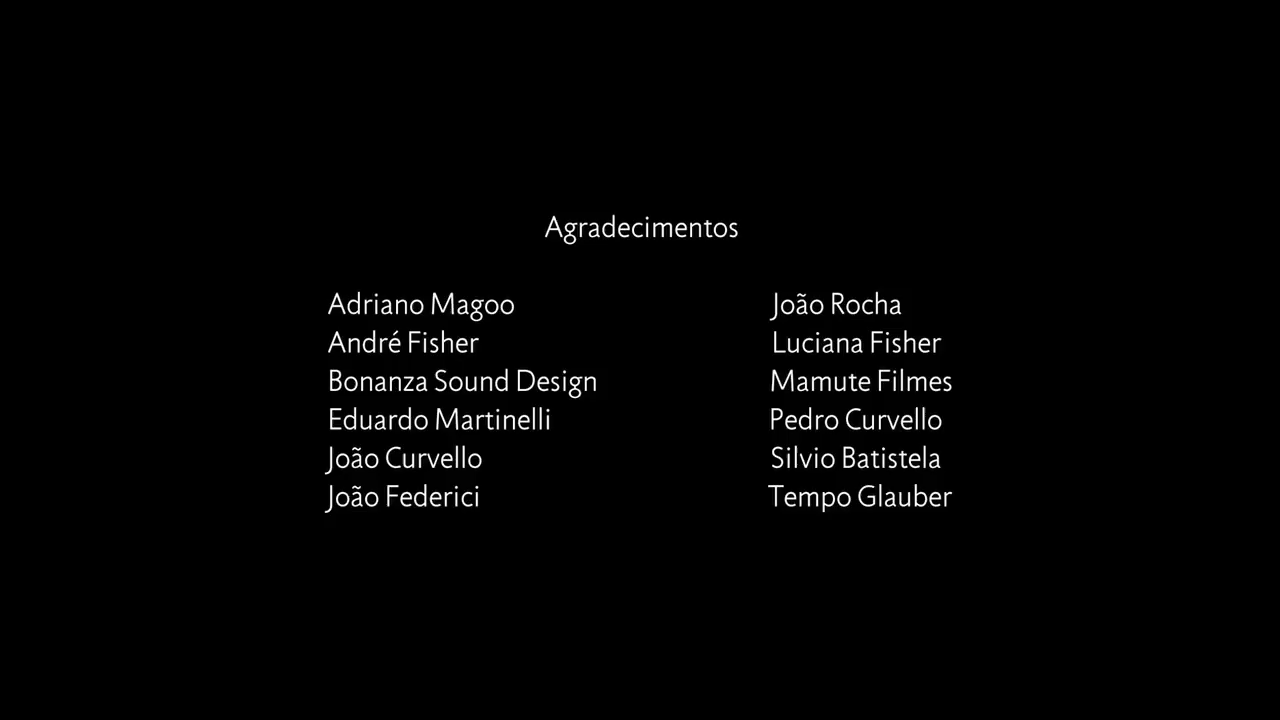 Agradecimentos
Adriano Magoo
André Fisher
Bonanza Sound Design
Eduardo Martinelli
João Curvello
João Federici
João Rocha
Luciana Fisher
Mamute Filmes
Pedro Curvello
Silvio Batistela
Tempo Glauber